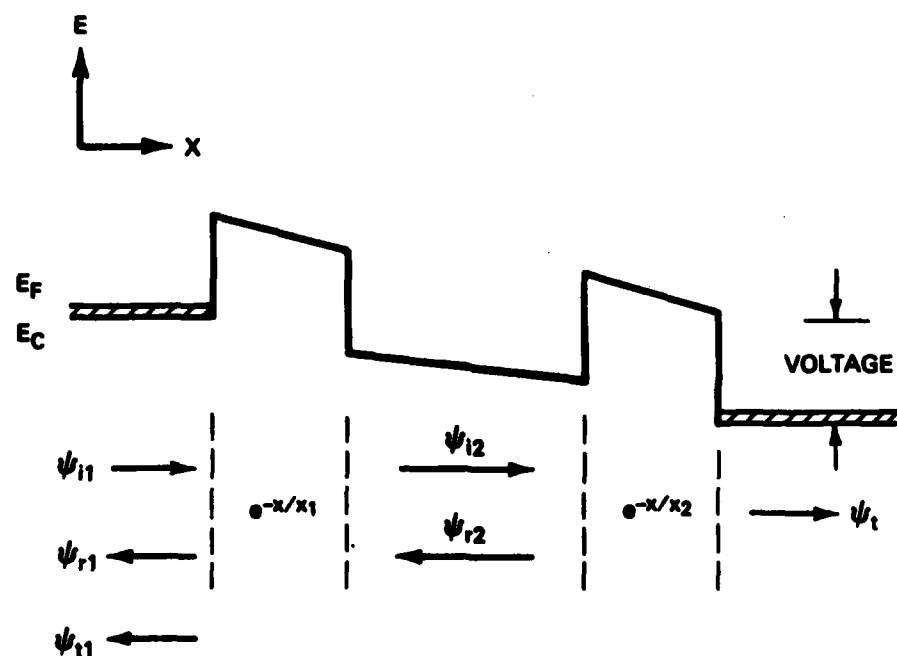 E
X
E_F
E_C
VOLTAGE
ψ_i1
ψ_i2
e^-x/x_1
e^-x/x_2
ψ_t
ψ_r1
ψ_r2
ψ_t1